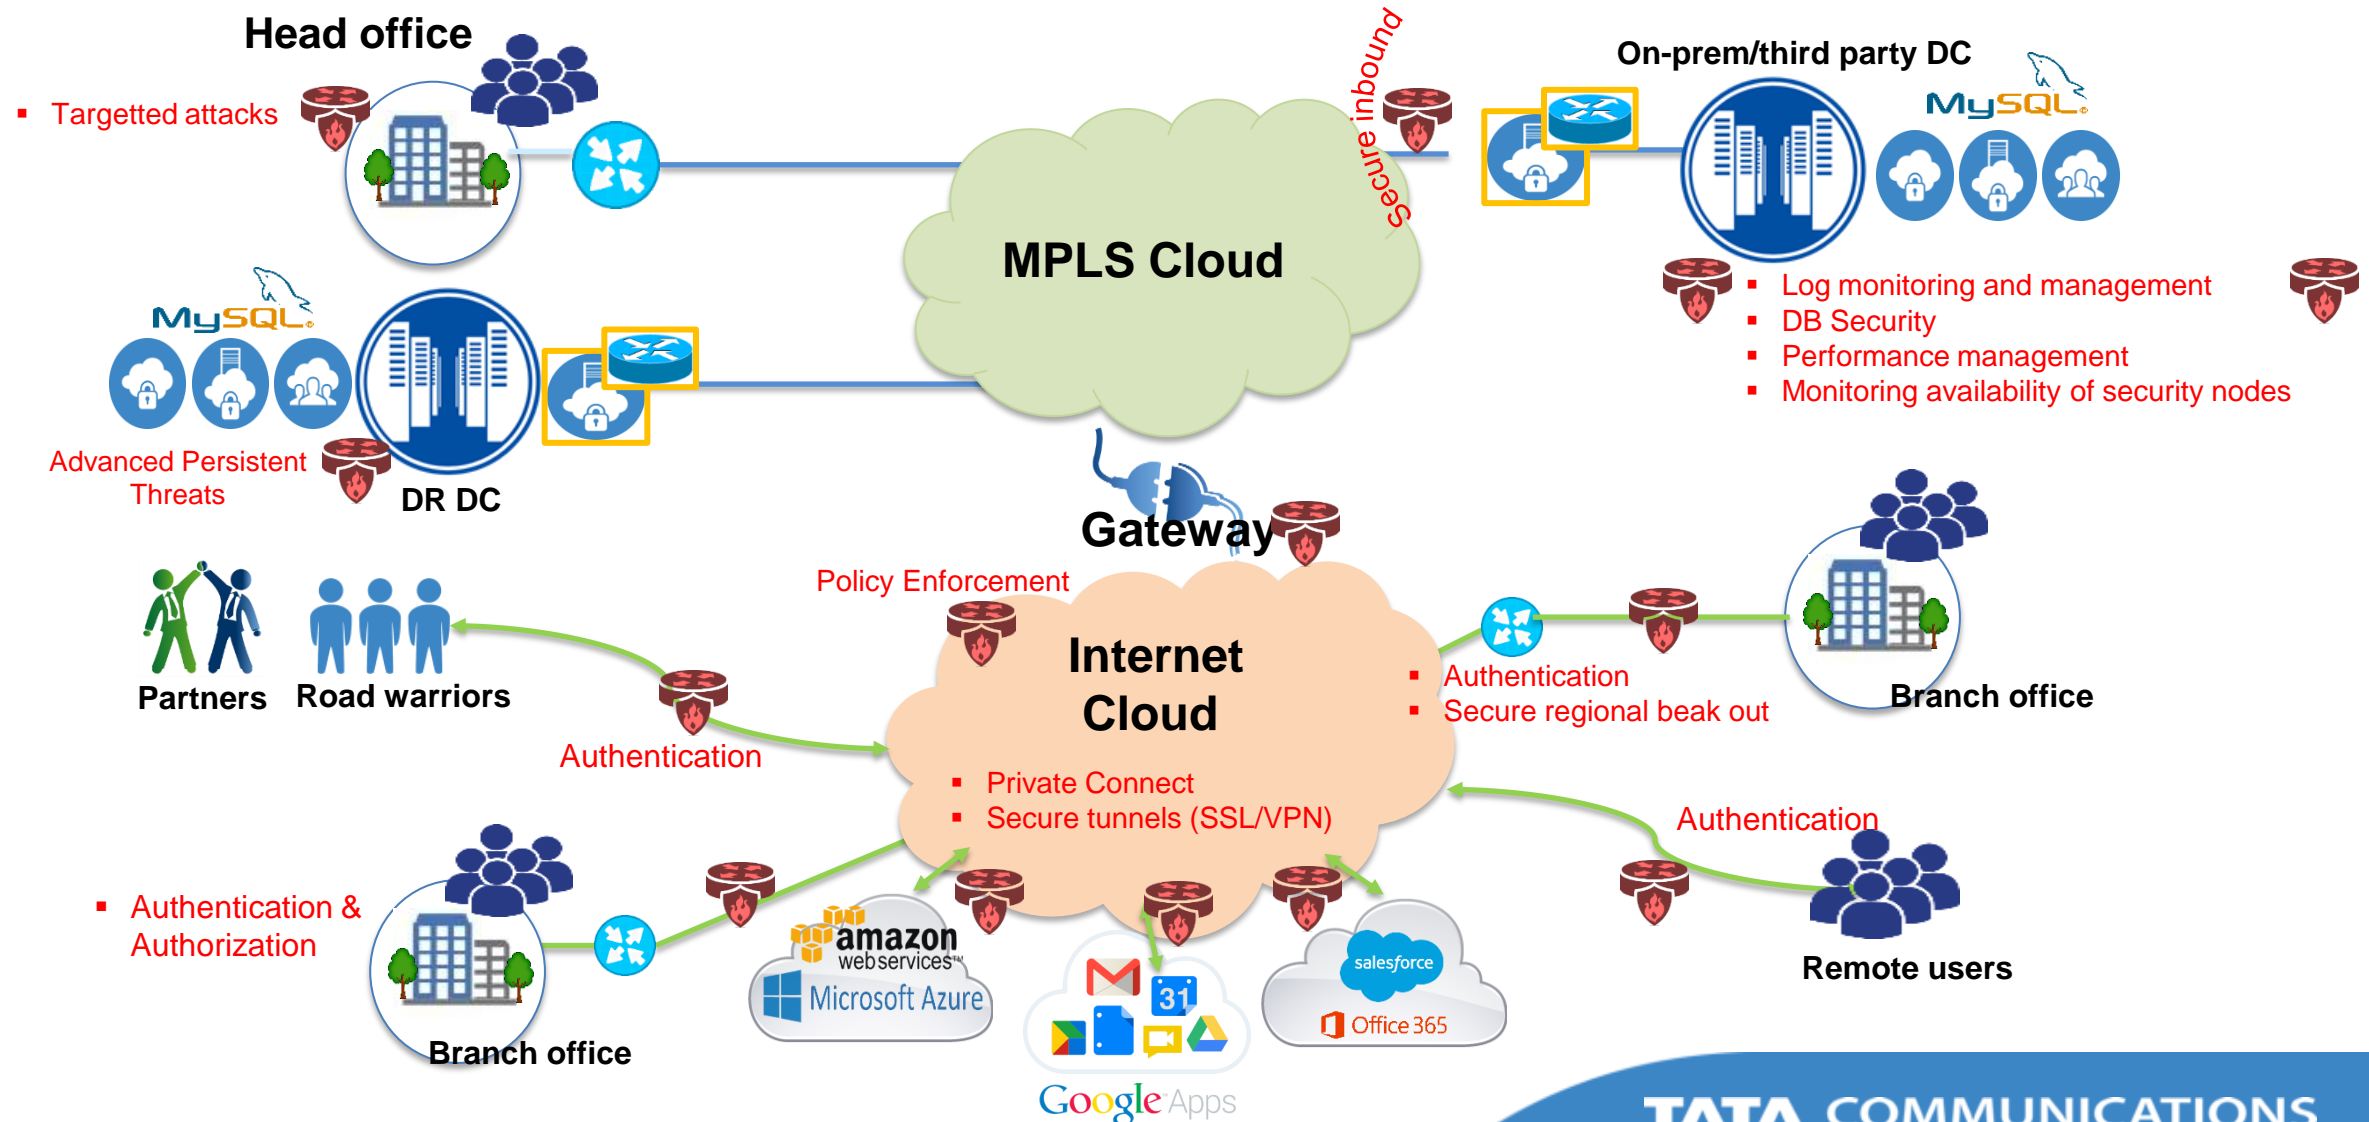 Head office
Targetted attacks
Secure inbound
On-prem/third party DC
MySQL®
MPLS Cloud
Log monitoring and management
DB Security
Performance management
Monitoring availability of security nodes
MySQL®
Advanced Persistent
Threats
DR DC
Gateway
Policy Enforcement
Internet
Cloud
Partners
Road warriors
Authentication
Authentication
Secure regional beak out
Branch office
Private Connect
Secure tunnels (SSL/VPN)
Authentication
Authentication &
Authorization
Branch office
amazon
webservices™
Microsoft Azure
31
Google Apps
salesforce
Office 365
Remote users
TATA COMMUNICATIONS